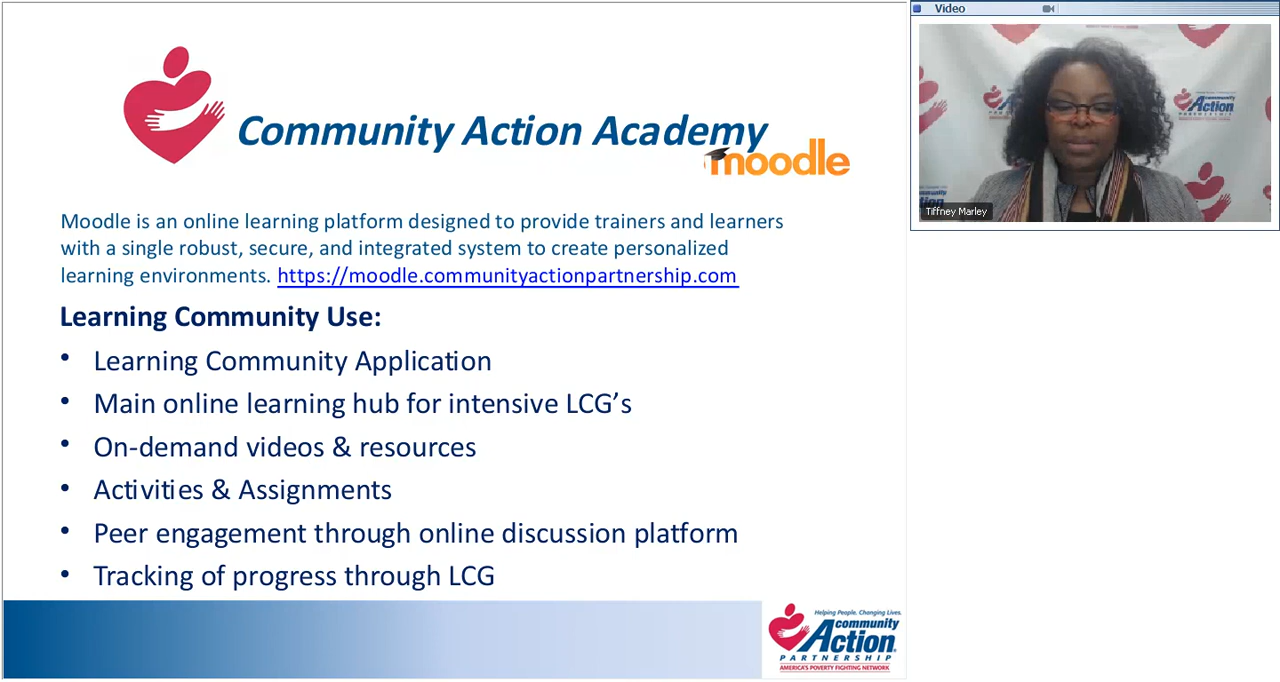 Community Action Academy
moodle
Moodle is an online learning platform designed to provide trainers and learners
with a single robust, secure, and integrated system to create personalized
learning environments. https://moodle.communityactionpartnership.com
Learning Community Use:
• Learning Community Application
• Main online learning hub for intensive LCG’s
• On-demand videos & resources
• Activities & Assignments
• Peer engagement through online discussion platform
• Tracking of progress through LCG
Helping People. Changing Lives.
community
Action
PARTNERSHIP
AMERICA'S POVERTY FIGHTING NETWORK
Video
community
Action
Tiffney Marley